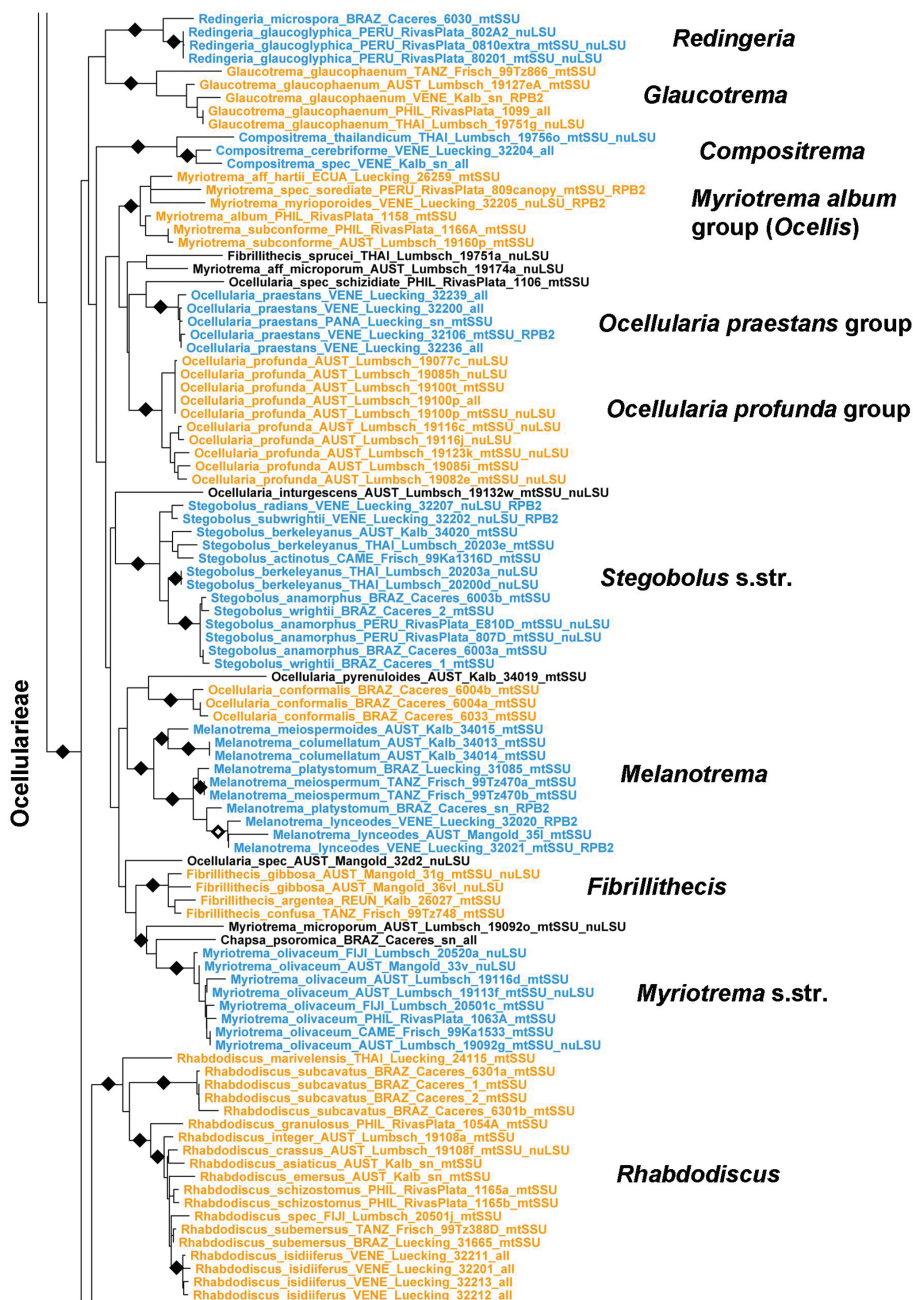 Redingeria_microspora_BRAZ_Caceres_6030_mtSSU
Redingeria_glaucoglyphica_PERU_RivasPlata_802A2_nuLSU
Redingeria_glaucoglyphica_PERU_RivasPlata_0810extra_mtSSU_nuLSU
Redingeria_glaucoglyphica_PERU_RivasPlata_80201_mtSSU_nuLSU
Redingeria
Glaucotrema_glaucophaenum_TANZ_Frisch_99Tz866_mtSSU
Glaucotrema_glaucophaenum_AUST_Lumbsch_19127eA_mtSSU
Glaucotrema_glaucophaenum_VENE_Kalb_sn_RPB2
Glaucotrema_glaucophaenum_PHIL_RivasPlata_1099_all
Glaucotrema_glaucophaenum_THAI_Lumbsch_19751g_nuLSU
Glaucotrema
Compositrema_thailandicum_THAI_Lumbsch_19756o_mtSSU_nuLSU
Compositrema_cerebriforme_VENE_Luecking_32204_all
Compositrema_spec_VENE_Kalb_sn_all
Compositrema
Myriotrema_aff_hartii_ECUA_Luecking_26259_mtSSU
Myriotrema_spec_sorediate_PERU_RivasPlata_809canopy_mtSSU_RPB2
Myriotrema_myrioporoides_VENE_Luecking_32205_nuLSU_RPB2
Myriotrema_album_PHIL_RivasPlata_1158_mtSSU
Myriotrema_subconforme_PHIL_RivasPlata_1166A_mtSSU
Myriotrema_subconforme_AUST_Lumbsch_19160p_mtSSU
Myriotrema album
group (Ocellis)
Fibrillithecis_sprucei_THAI_Lumbsch_19751a_nuLSU
Myriotrema_aff_microporum_AUST_Lumbsch_19174a_nuLSU
Ocellularia_spec_schizidiate_PHIL_RivasPlata_1106_mtSSU
Ocellularia_praestans_VENE_Luecking_32239_all
Ocellularia_praestans_VENE_Luecking_32200_all
Ocellularia_praestans_PANA_Luecking_sn_mtSSU
Ocellularia_praestans_VENE_Luecking_32106_mtSSU_RPB2
Ocellularia_praestans_VENE_Luecking_32236_all
Ocellularia praestans group
Ocellularia_profunda_AUST_Lumbsch_19077c_nuLSU
Ocellularia_profunda_AUST_Lumbsch_19085h_nuLSU
Ocellularia_profunda_AUST_Lumbsch_19100t_mtSSU
Ocellularia_profunda_AUST_Lumbsch_19100p_all
Ocellularia_profunda_AUST_Lumbsch_19100p_mtSSU_nuLSU
Ocellularia_profunda_AUST_Lumbsch_19116c_mtSSU_nuLSU
Ocellularia_profunda_AUST_Lumbsch_19116j_nuLSU
Ocellularia_profunda_AUST_Lumbsch_19123k_mtSSU_nuLSU
Ocellularia_profunda_AUST_Lumbsch_19085i_mtSSU
Ocellularia_profunda_AUST_Lumbsch_19082e_mtSSU_nuLSU
Ocellularia profunda group
Ocellularia_inturgescens_AUST_Lumbsch_19132w_mtSSU_nuLSU
Stegobolus_radians_VENE_Luecking_32207_nuLSU_RPB2
Stegobolus_subwrightii_VENE_Luecking_32202_nuLSU_RPB2
Stegobolus_berkeleyanus_AUST_Kalb_34020_mtSSU
Stegobolus_berkeleyanus_THAI_Lumbsch_20203e_mtSSU
Stegobolus_actinotus_CAME_Frisch_99Ka1316D_mtSSU
Stegobolus_berkeleyanus_THAI_Lumbsch_20203a_nuLSU
Stegobolus_berkeleyanus_THAI_Lumbsch_20200d_nuLSU
Stegobolus_anamorphus_BRAZ_Caceres_6003b_mtSSU
Stegobolus_wrightii_BRAZ_Caceres_2_mtSSU
Stegobolus_anamorphus_PERU_RivasPlata_E810D_mtSSU_nuLSU
Stegobolus_anamorphus_PERU_RivasPlata_807D_mtSSU_nuLSU
Stegobolus_anamorphus_BRAZ_Caceres_6003a_mtSSU
Stegobolus_wrightii_BRAZ_Caceres_1_mtSSU
Stegobolus s.str.
Ocellularia_pyrenuloides_AUST_Kalb_34019_mtSSU
Ocellularia_conformalis_BRAZ_Caceres_6004b_mtSSU
Ocellularia_conformalis_BRAZ_Caceres_6004a_mtSSU
Ocellularia_conformalis_BRAZ_Caceres_6033_mtSSU
Melanotrema_meiospermoides_AUST_Kalb_34015_mtSSU
Melanotrema_columellatum_AUST_Kalb_34013_mtSSU
Melanotrema_columellatum_AUST_Kalb_34014_mtSSU
Melanotrema_platystomum_BRAZ_Luecking_31085_mtSSU
Melanotrema_meiospermum_TANZ_Frisch_99Tz470a_mtSSU
Melanotrema_meiospermum_TANZ_Frisch_99Tz470b_mtSSU
Melanotrema_platystomum_BRAZ_Caceres_sn_RPB2
Melanotrema_lynceodes_VENE_Luecking_32020_RPB2
Melanotrema_lynceodes_AUST_Mangold_35l_mtSSU
Melanotrema_lynceodes_VENE_Luecking_32021_mtSSU_RPB2
Melanotrema
Ocellularieae
Ocellularia_spec_AUST_Mangold_32d2_nuLSU
Fibrillithecis_gibbosa_AUST_Mangold_31g_mtSSU_nuLSU
Fibrillithecis_gibbosa_AUST_Mangold_36vl_nuLSU
Fibrillithecis_argentea_REUN_Kalb_26027_mtSSU
Fibrillithecis_confusa_TANZ_Frisch_99Tz748_mtSSU
Fibrillithecis
Myriotrema_microporum_AUST_Lumbsch_19092o_mtSSU_nuLSU
Chapsa_psoromica_BRAZ_Caceres_sn_all
Myriotrema_olivaceum_FIJI_Lumbsch_20520a_nuLSU
Myriotrema_olivaceum_AUST_Mangold_33v_nuLSU
Myriotrema_olivaceum_AUST_Lumbsch_19116d_mtSSU
Myriotrema_olivaceum_AUST_Lumbsch_19113f_mtSSU_nuLSU
Myriotrema_olivaceum_FIJI_Lumbsch_20501c_mtSSU
Myriotrema_olivaceum_PHIL_RivasPlata_1063A_mtSSU
Myriotrema_olivaceum_CAME_Frisch_99Ka1533_mtSSU
Myriotrema_olivaceum_AUST_Lumbsch_19092g_mtSSU_nuLSU
Myriotrema s.str.
Rhabdodiscus_marivelensis_THAI_Luecking_24115_mtSSU
Rhabdodiscus_subcavatus_BRAZ_Caceres_6301a_mtSSU
Rhabdodiscus_subcavatus_BRAZ_Caceres_1_mtSSU
Rhabdodiscus_subcavatus_BRAZ_Caceres_2_mtSSU
Rhabdodiscus_subcavatus_BRAZ_Caceres_6301b_mtSSU
Rhabdodiscus_granulosus_PHIL_RivasPlata_1054A_mtSSU
Rhabdodiscus_integer_AUST_Lumbsch_19108a_mtSSU
Rhabdodiscus_crassus_AUST_Lumbsch_19108f_mtSSU_nuLSU
Rhabdodiscus_asiaticus_AUST_Kalb_sn_mtSSU
Rhabdodiscus_emersus_AUST_Kalb_sn_mtSSU
Rhabdodiscus_schizostomus_PHIL_RivasPlata_1165a_mtSSU
Rhabdodiscus_schizostomus_PHIL_RivasPlata_1165b_mtSSU
Rhabdodiscus_spec_FIJI_Lumbsch_20501j_mtSSU
Rhabdodiscus_subemersus_TANZ_Frisch_99Tz388D_mtSSU
Rhabdodiscus_subemersus_BRAZ_Luecking_31665_mtSSU
Rhabdodiscus_isidiiferus_VENE_Luecking_32211_all
Rhabdodiscus_isidiiferus_VENE_Luecking_32201_all
Rhabdodiscus_isidiiferus_VENE_Luecking_32213_all
Rhabdodiscus_isidiiferus_VENE_Luecking_32212_all
Rhabdodiscus